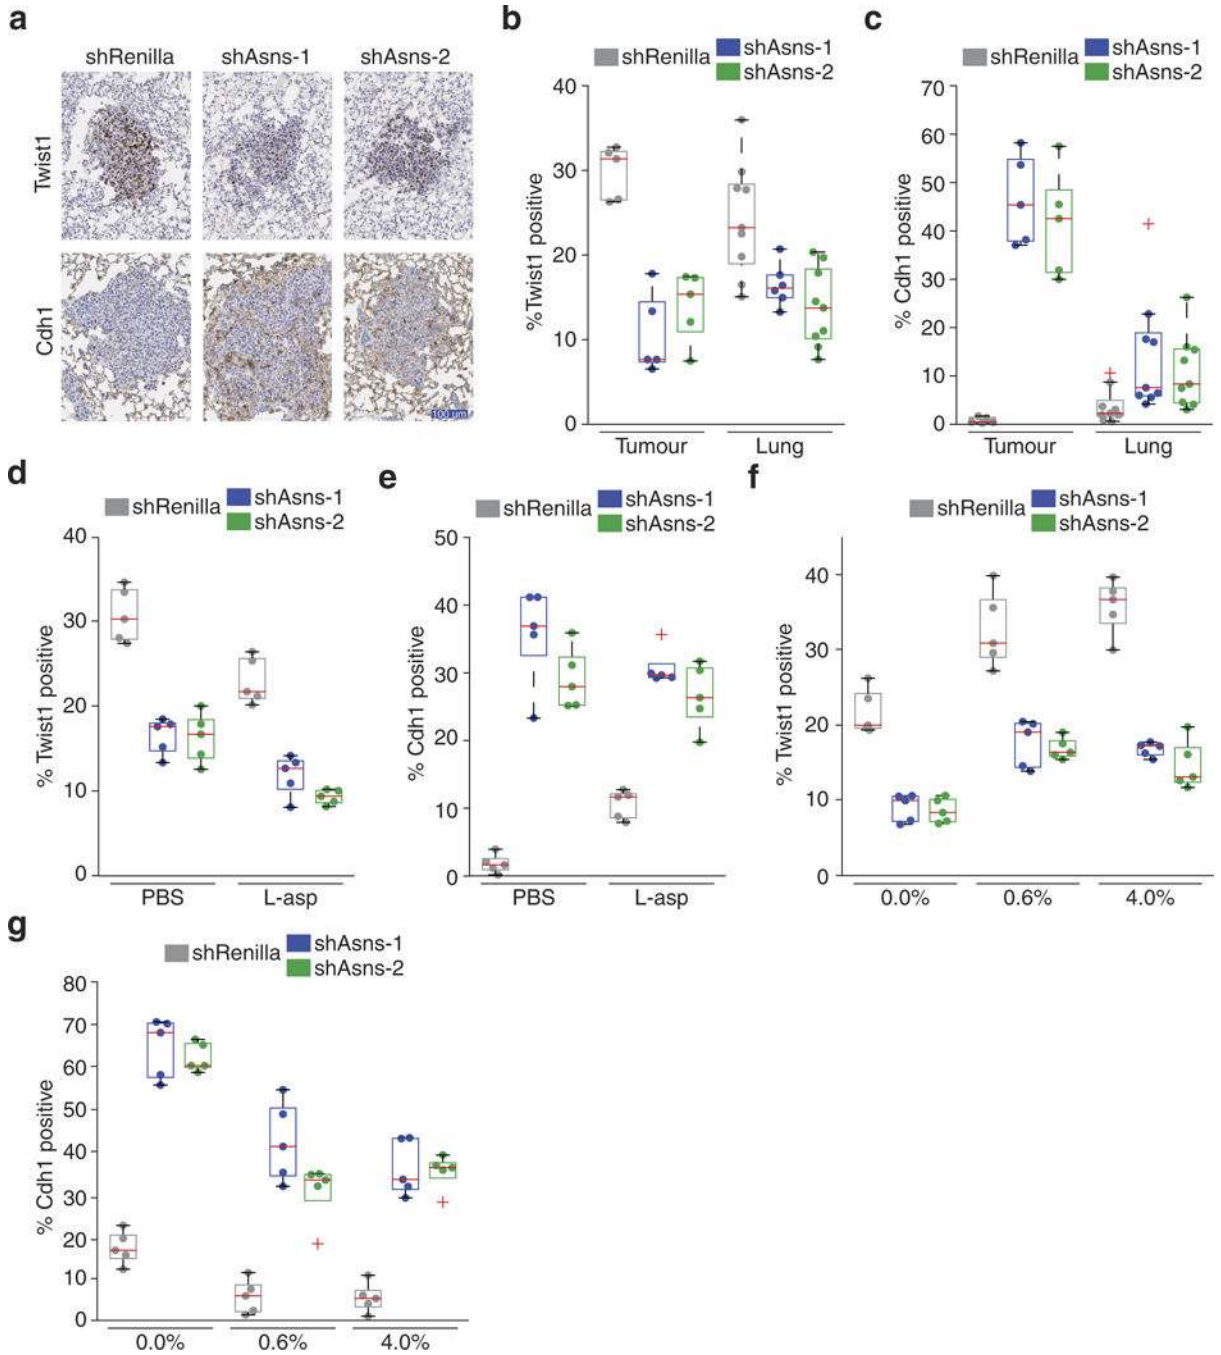 a
shRenilla shAsns-1 shAsns-2
Twist1
Cdh1
100 µm
b
shRenilla
shAsns-1
shAsns-2
%Twist1 positive
40
30
20
10
0
Tumour Lung
c
shRenilla
shAsns-1
shAsns-2
% Cdh1 positive
70
60
50
40
30
20
10
0
Tumour Lung
d
shRenilla
shAsns-1
shAsns-2
% Twist1 positive
40
30
20
10
0
PBS L-asp
e
shRenilla
shAsns-1
shAsns-2
% Cdh1 positive
50
40
30
20
10
0
PBS L-asp
f
shRenilla
shAsns-1
shAsns-2
% Twist1 positive
40
30
20
10
0
0.0% 0.6% 4.0%
g
shRenilla
shAsns-1
shAsns-2
% Cdh1 positive
80
70
60
50
40
30
20
10
0
0.0% 0.6% 4.0%